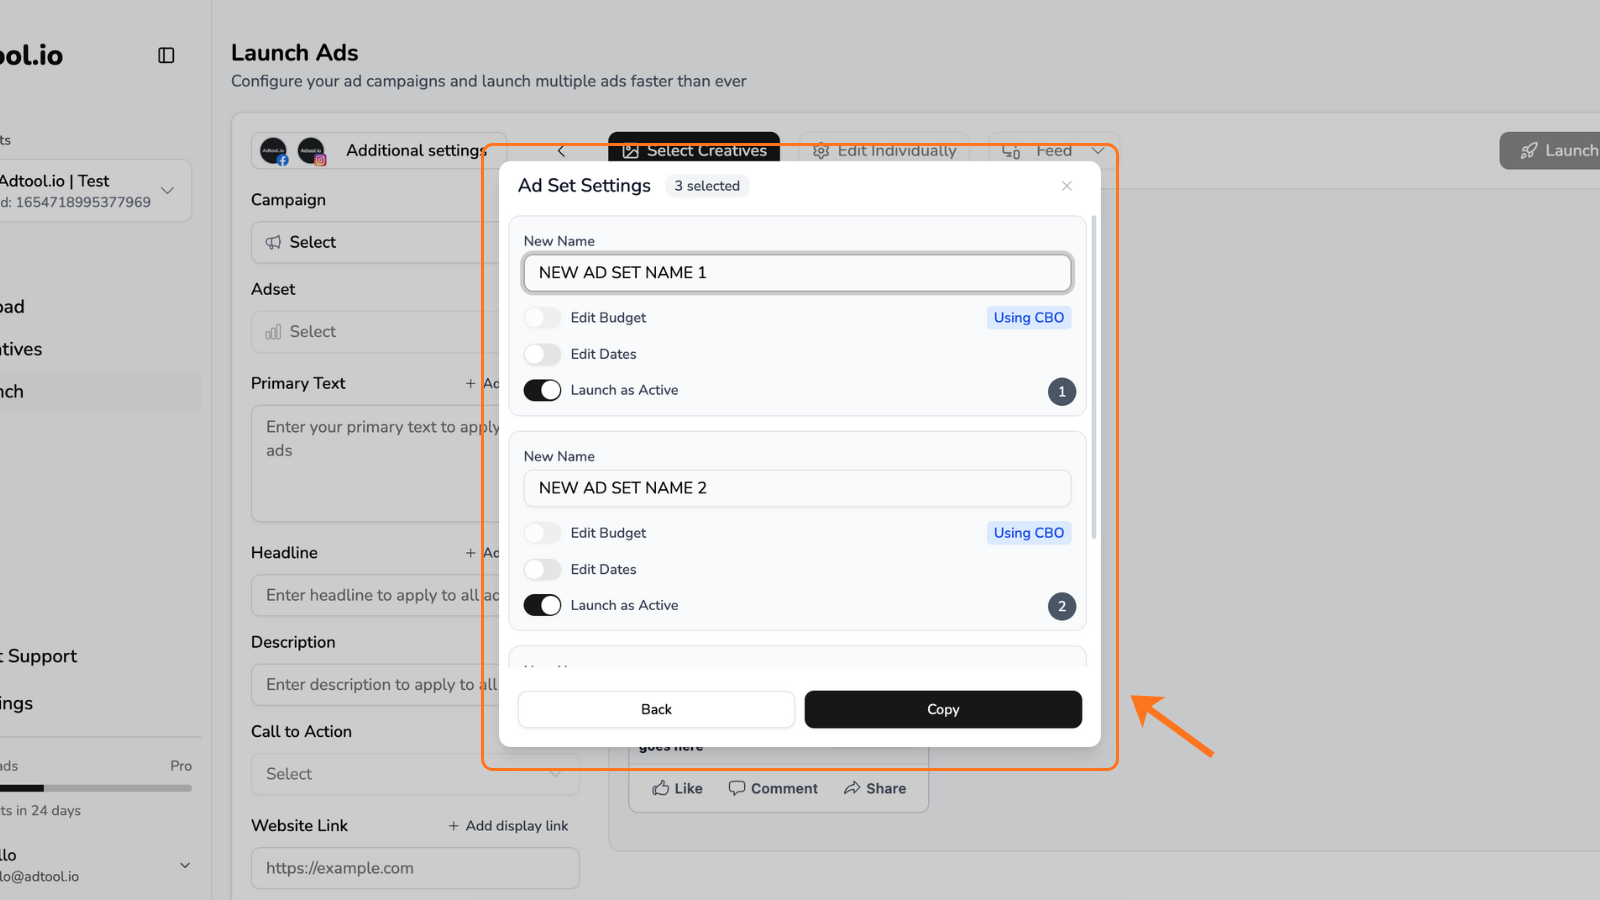 ool.io
Launch Ads
Configure your ad campaigns and launch multiple ads faster than ever
ts
Adtool.io | Test
d: 1654718995377969
oad
tives
ch
t Support
ings
ads
Pro
ts in 24 days
llo
lo@adtool.io
Additional settings
Select Creatives
Edit Individually
Feed
Launch
Campaign
Select
Adset
Select
Primary Text
+ Ad
Enter your primary text to apply
ads
Headline
+ Ad
Enter headline to apply to all ad
Description
Enter description to apply to all
Call to Action
Select
Website Link
+ Add display link
https://example.com
Ad Set Settings
3 selected
New Name
NEW AD SET NAME 1
Edit Budget
Using CBO
Edit Dates
Launch as Active
1
New Name
NEW AD SET NAME 2
Edit Budget
Using CBO
Edit Dates
Launch as Active
2
Back
Copy
goes here
Like
Comment
Share